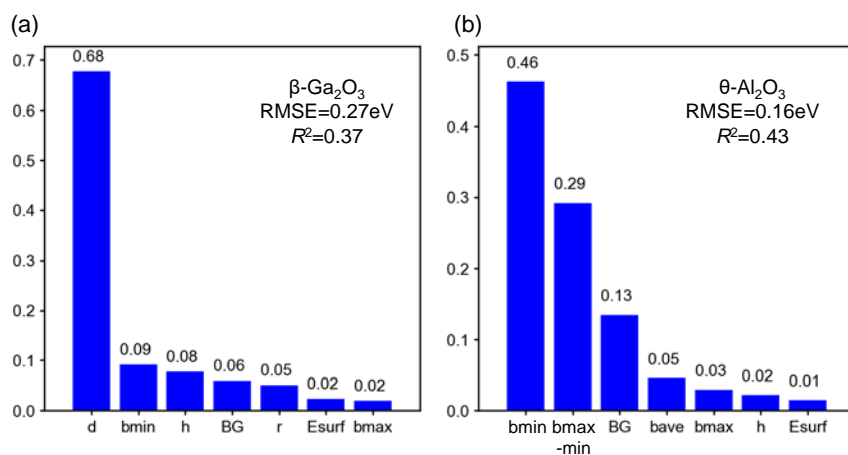 (a)
0.7
0.6
0.5
0.4
0.3
0.2
0.1
0.0
0.68
0.09
0.08
0.06
0.05
0.02
0.02
β-Ga₂O₃
RMSE=0.27eV
R²=0.37
d bmin h BG r Esurf bmax
(b)
0.5
0.4
0.3
0.2
0.1
0.0
0.46
0.29
0.13
0.05
0.03
0.02
0.01
θ-Al₂O₃
RMSE=0.16eV
R²=0.43
bmin bmax BG bave bmax h Esurf
-min